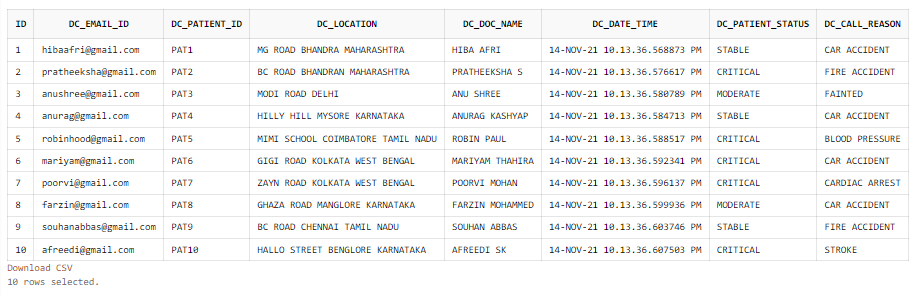 ID DC_EMAIL_ID DC_PATIENT_ID DC_LOCATION DC_DOC_NAME DC_DATE_TIME DC_PATIENT_STATUS DC_CALL_REASON
1 hibaafri@gmail.com PAT1 MG ROAD BHANDRA MAHARASHTRA HIBA AFRI 14-NOV-21 10.13.36.568873 PM STABLE CAR ACCIDENT
2 pratheeksha@gmail.com PAT2 BC ROAD BHANDRAN MAHARASHTRA PRATHEEKSHA S 14-NOV-21 10.13.36.576617 PM CRITICAL FIRE ACCIDENT
3 anushree@gmail.com PAT3 MODI ROAD DELHI ANU SHREE 14-NOV-21 10.13.36.580789 PM MODERATE FAINTED
4 anurag@gmail.com PAT4 HILLY HILL MYSORE KARNATAKA ANURAG KASHYAP 14-NOV-21 10.13.36.584713 PM STABLE CAR ACCIDENT
5 robinhood@gmail.com PAT5 MIMI SCHOOL COIMBATORE TAMIL NADU ROBIN PAUL 14-NOV-21 10.13.36.588517 PM CRITICAL BLOOD PRESSURE
6 mariyam@gmail.com PAT6 GIGI ROAD KOLKATA WEST BENGAL MARIYAM THAHIRA 14-NOV-21 10.13.36.592341 PM CRITICAL CAR ACCIDENT
7 poorvi@gmail.com PAT7 ZAYN ROAD KOLKATA WEST BENGAL POORVI MOHAN 14-NOV-21 10.13.36.596137 PM CRITICAL CARDIAC ARREST
8 farzin@gmail.com PAT8 GHAZA ROAD MANGLORE KARNATAKA FARZIN MOHAMMED 14-NOV-21 10.13.36.599936 PM MODERATE CAR ACCIDENT
9 souhanabbas@gmail.com PAT9 BC ROAD CHENNAI TAMIL NADU SOUHAN ABBAS 14-NOV-21 10.13.36.603746 PM STABLE FIRE ACCIDENT
10 afreedi@gmail.com PAT10 HALLO STREET BENGLORE KARNATAKA AFREEDI SK 14-NOV-21 10.13.36.607503 PM CRITICAL STROKE
Download CSV
10 rows selected.